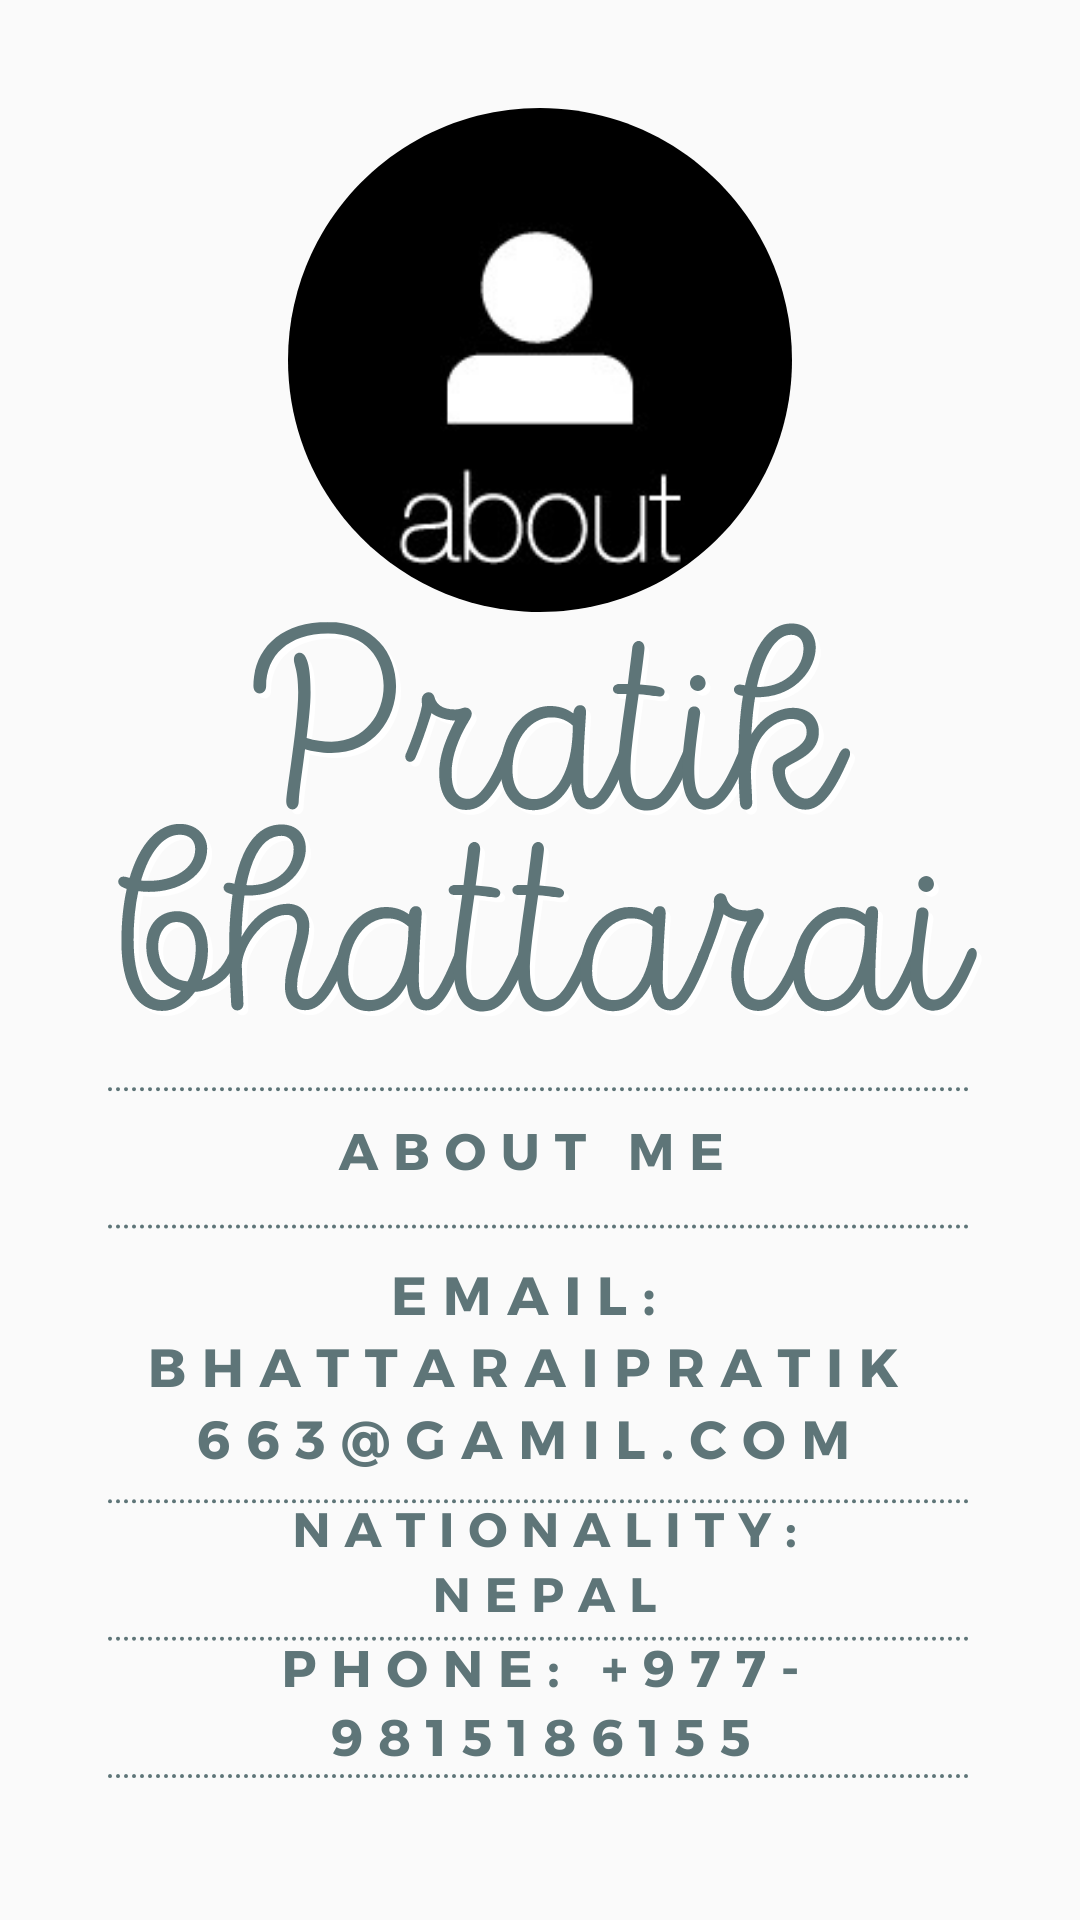 about
Pratik
bhattarai
ABOUT ME
EMAIL:
BHATTARAIPRATIK
663@GAMIL.COM
NATIONALITY:
NEPAL
PHONE: +977-
9815186155